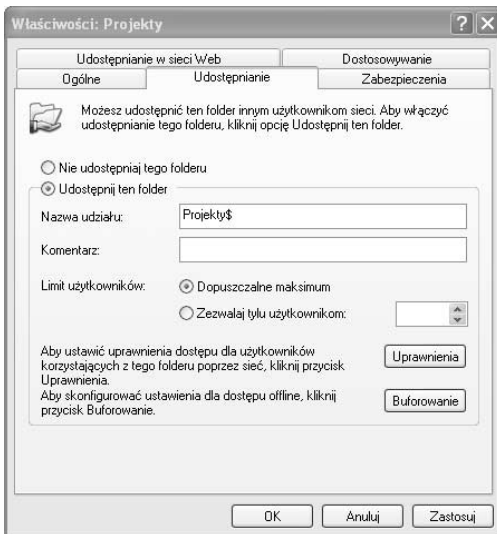 Właściwości: Projekty
Udostępnianie w sieci Web
Dostosowywanie
Ogólne
Udostępnianie
Zabezpieczenia
Możesz udostępnić ten folder innym użytkownikom sieci. Aby włączyć
udostępnianie tego folderu, kliknij opcję Udostępnij ten folder.
Nie udostępniaj tego folderu
Udostępnij ten folder
Nazwa udziału:
Projekty$
Komentarz:
Limit użytkowników:
Dopuszczalne maksimum
Zezwalaj tylu użytkownikom:
Aby ustawić uprawnienia dostępu dla użytkowników
korzystających z tego folderu poprzez sieć, kliknij przycisk
Uprawnienia.
Uprawnienia
Aby skonfigurować ustawienia dla dostępu offline, kliknij
przycisk Buforowanie.
Buforowanie
OK
Anuluj
Zastosuj